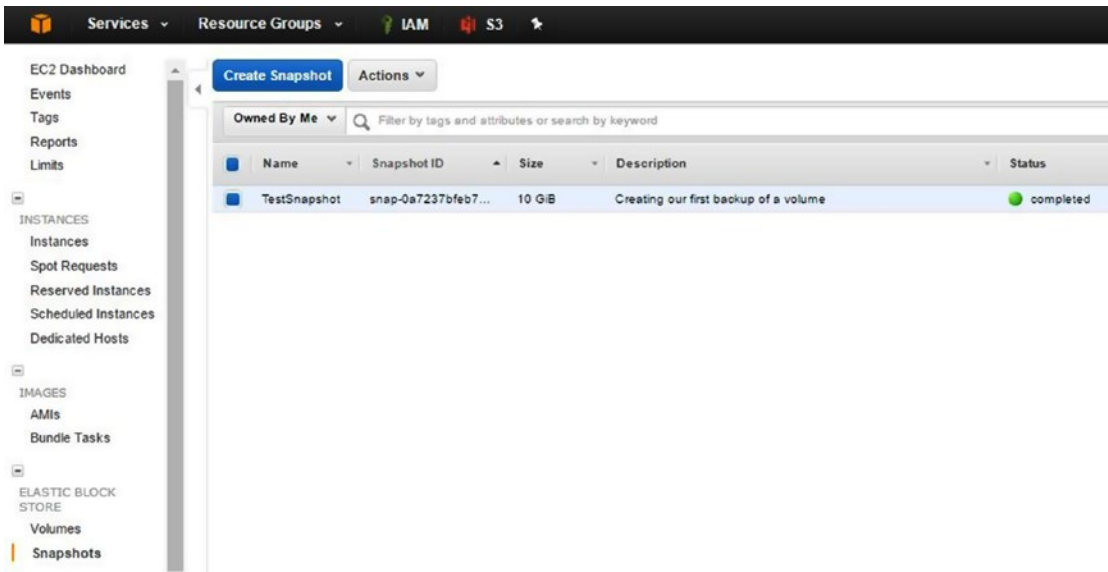 Services Resource Groups IAM S3
EC2 Dashboard
Events
Tags
Reports
Limits
INSTANCES
Instances
Spot Requests
Reserved Instances
Scheduled Instances
Dedicated Hosts
IMAGES
AMIs
Bundle Tasks
ELASTIC BLOCK
STORE
Volumes
Snapshots
Create Snapshot Actions
Owned By Me Filter by tags and attributes or search by keyword
Name Snapshot ID Size Description Status
TestSnapshot snap-0a7237bfeb7... 10 GiB Creating our first backup of a volume completed